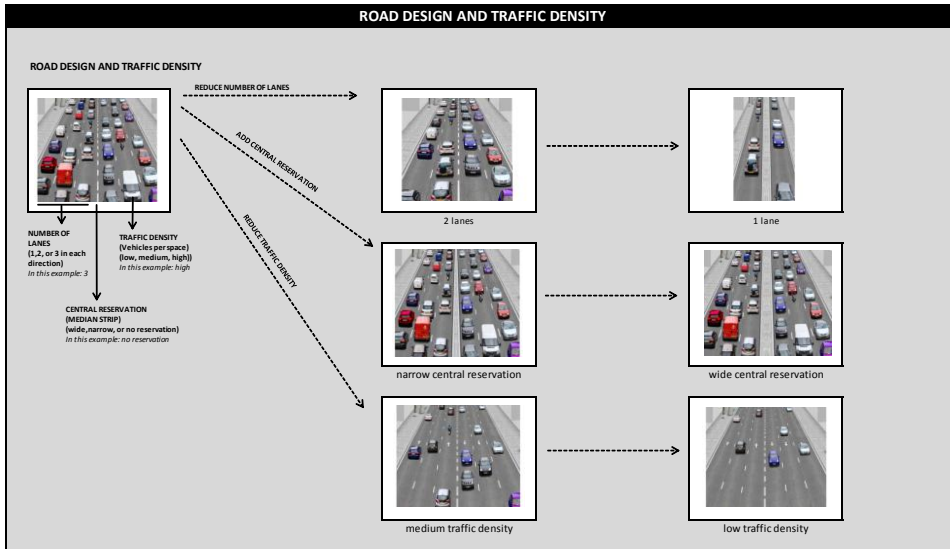 ROAD DESIGN AND TRAFFIC DENSITY
ROAD DESIGN AND TRAFFIC DENSITY
REDUCE NUMBER OF LANES
ADD CENTRAL RESERVATION
REDUCE TRAFFIC DENSITY
2 lanes
1 lane
NUMBER OF
LANES
(1,2, or 3 in each
direction)
In this example: 3
TRAFFIC DENSITY
(Vehicles per space)
(low, medium, high))
In this example: high
CENTRAL RESERVATION
(MEDIAN STRIP)
(wide,narrow, or no reservation)
In this example: no reservation
narrow central reservation
wide central reservation
medium traffic density
low traffic density